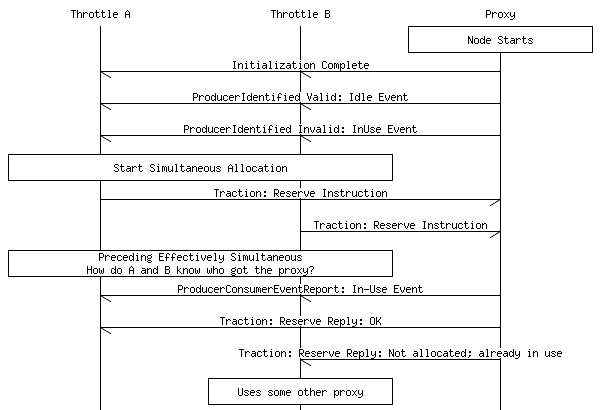 Throttle A
Throttle B
Proxy
Node Starts
Initialization Complete
ProducerIdentified Valid: Idle Event
ProducerIdentified Invalid: InUse Event
Start Simultaneous Allocation
Traction: Reserve Instruction
Traction: Reserve Instruction
Preceding Effectively Simultaneous
How do A and B know who got the proxy?
ProducerConsumerEventReport: In-Use Event
Traction: Reserve Reply: OK
Traction: Reserve Reply: Not allocated; already in use
Uses some other proxy